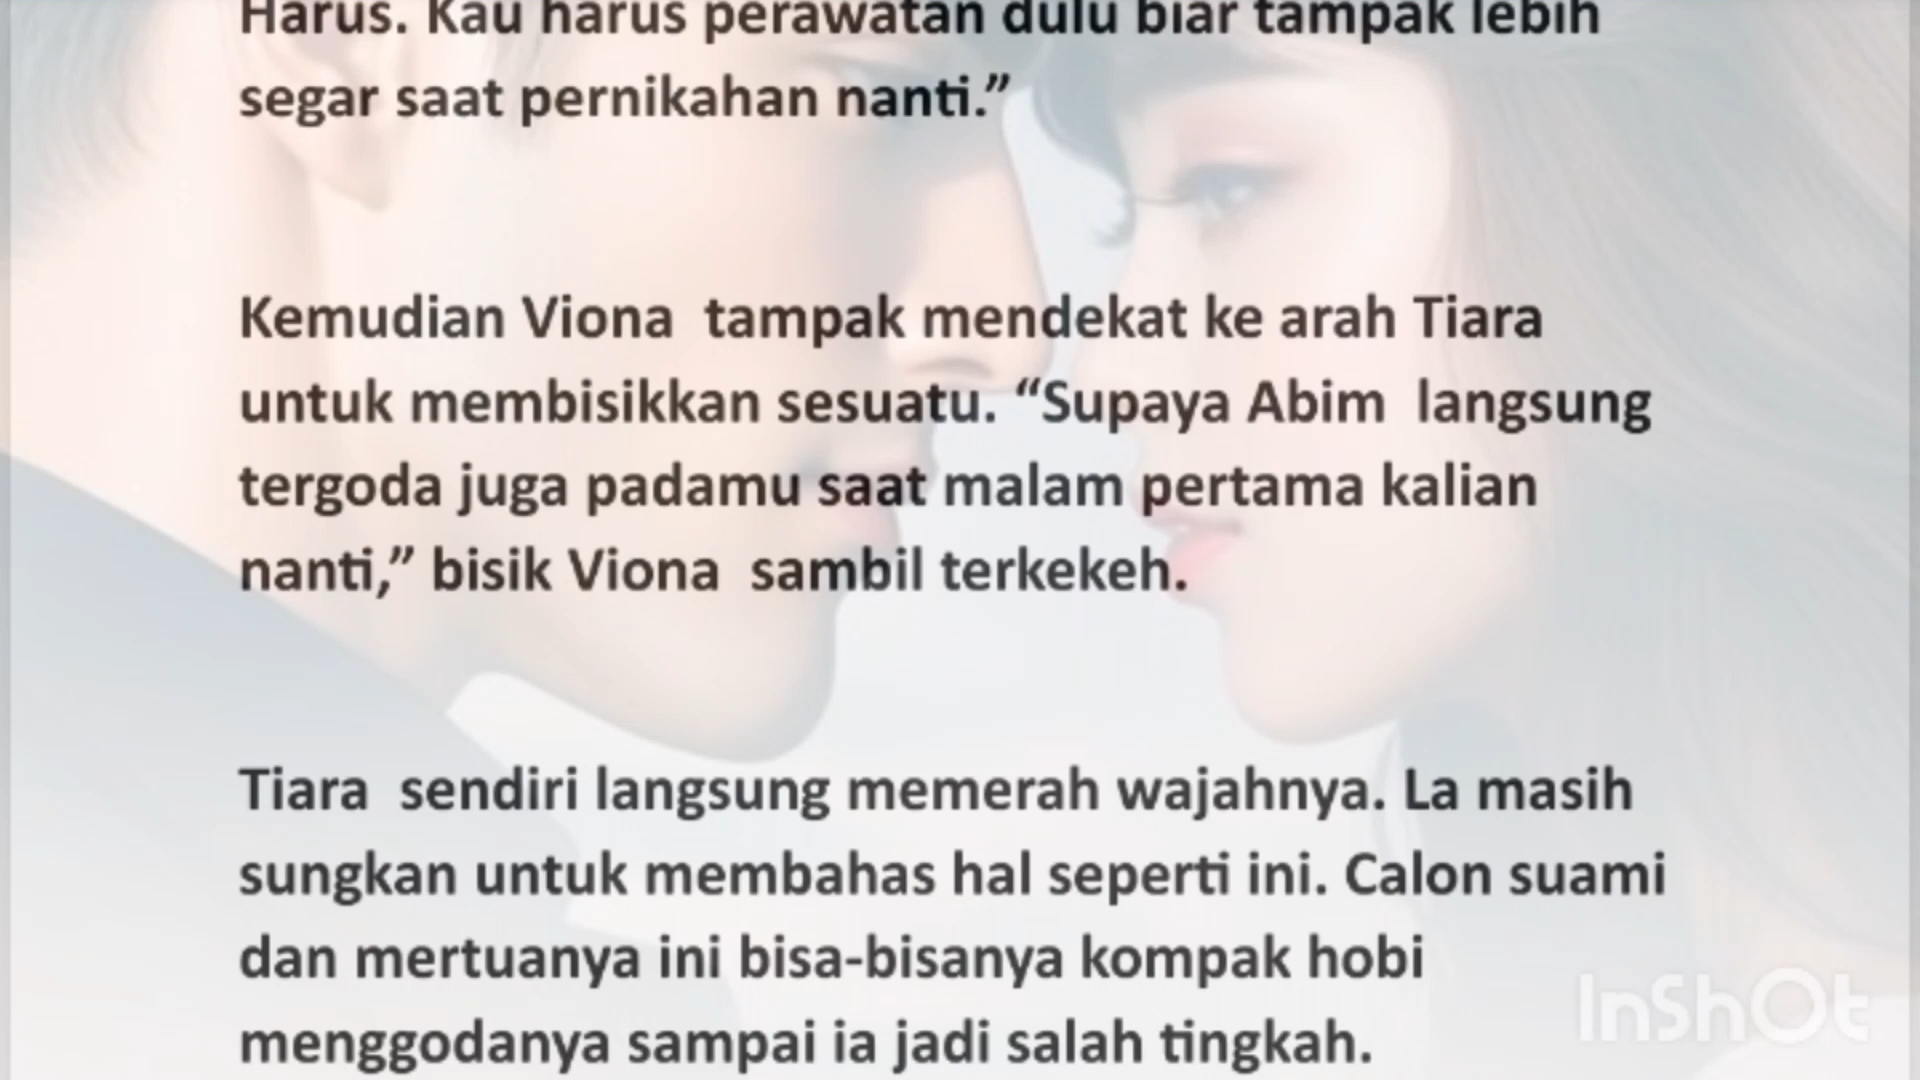 Harus. Kau harus perawatan dulu biar tampak lebih
segar saat pernikahan nanti.”
Kemudian Viona  tampak mendekat ke arah Tiara
untuk membisikkan sesuatu. “Supaya Abim  langsung
tergoda juga padamu saat malam pertama kalian
nanti,” bisik Viona  sambil terkekeh.
Tiara  sendiri langsung memerah wajahnya. La masih
sungkan untuk membahas hal seperti ini. Calon suami
dan mertuanya ini bisa-bisanya kompak hobi
menggodanya sampai ia jadi salah tingkah.
InShOt